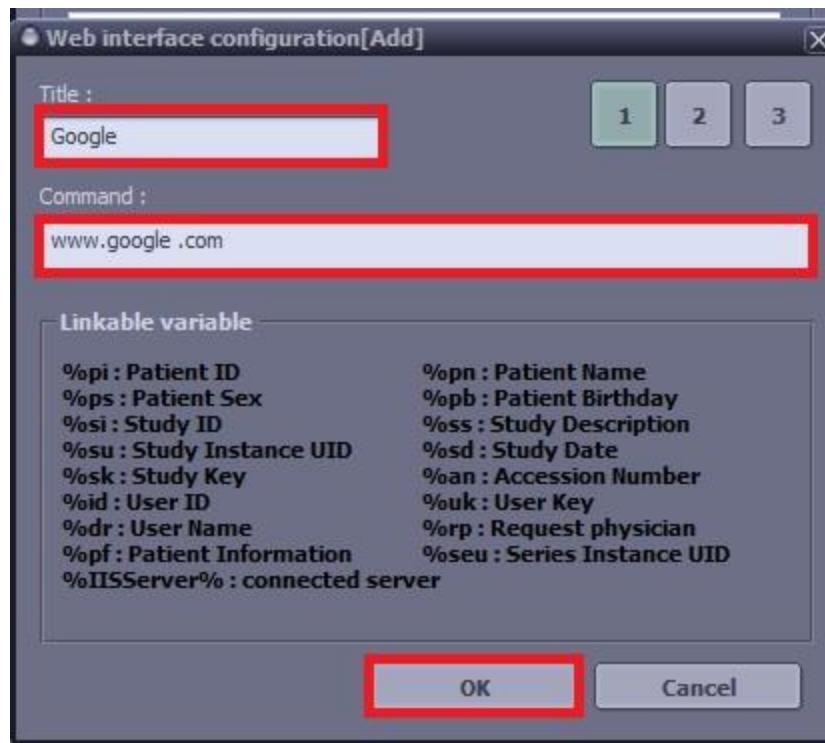 Web interface configuration[Add]
Title :
1 2 3
Google
Command :
www.google .com
Linkable variable
%pi : Patient ID %pn : Patient Name
%ps : Patient Sex %pb : Patient Birthday
%si : Study ID %ss : Study Description
%su : Study Instance UID %sd : Study Date
%sk : Study Key %an : Accession Number
%id : User ID %uk : User Key
%dr : User Name %rp : Request physician
%pf : Patient Information %seu : Series Instance UID
%IISServer% : connected server
OK Cancel